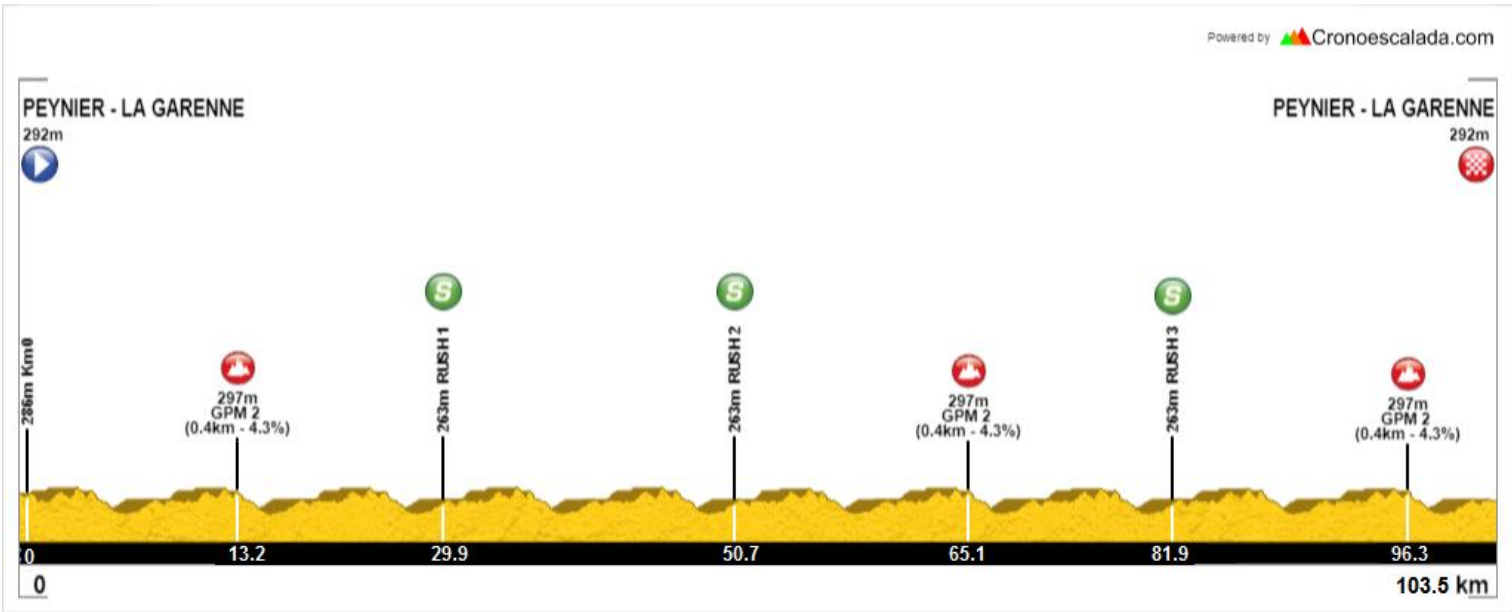 Powered by Cronoescalada.com
PEYNIER - LA GARENNE
292m
PEYNIER - LA GARENNE
292m
286m Km0
297m
GPM 2
(0.4km - 4.3%)
S
263m RUSH 1
S
263m RUSH 2
297m
GPM 2
(0.4km - 4.3%)
S
263m RUSH 3
297m
GPM 2
(0.4km - 4.3%)
0 13.2 29.9 50.7 65.1 81.9 96.3
0 103.5 km